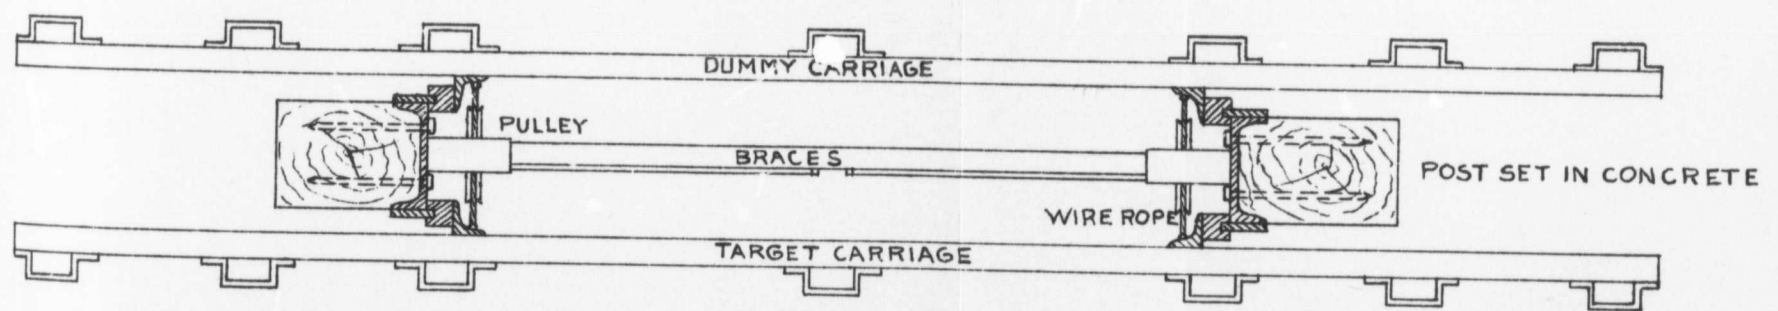 DUMMY CARRIAGE
PULLEY
BRACES
POST SET IN CONCRETE
WIRE ROPE
TARGET CARRIAGE